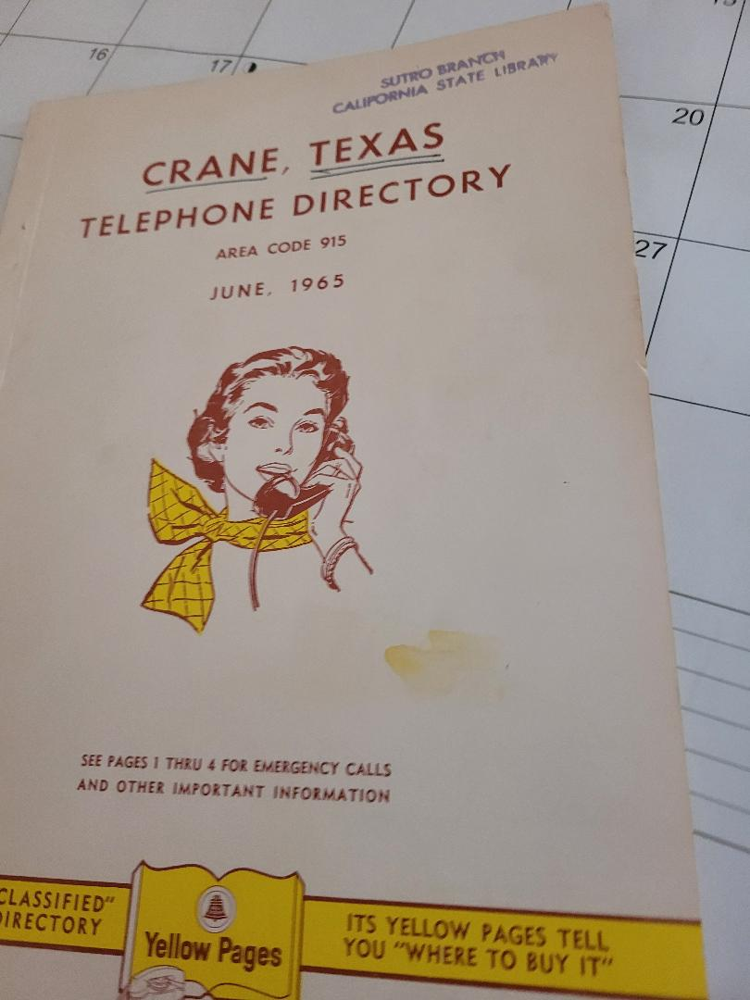 16
17
20
27
SUTRO BRANCH
CALIFORNIA STATE LIBRARY
CRANE, TEXAS
TELEPHONE DIRECTORY
AREA CODE 915
JUNE, 1965
SEE PAGES 1 THRU 4 FOR EMERGENCY CALLS
AND OTHER IMPORTANT INFORMATION
CLASSIFIED"
DIRECTORY
Yellow Pages
ITS YELLOW PAGES TELL
YOU "WHERE TO BUY IT"